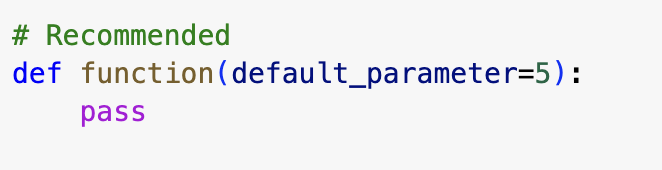 # Recommended
def function(default_parameter=5):
    pass